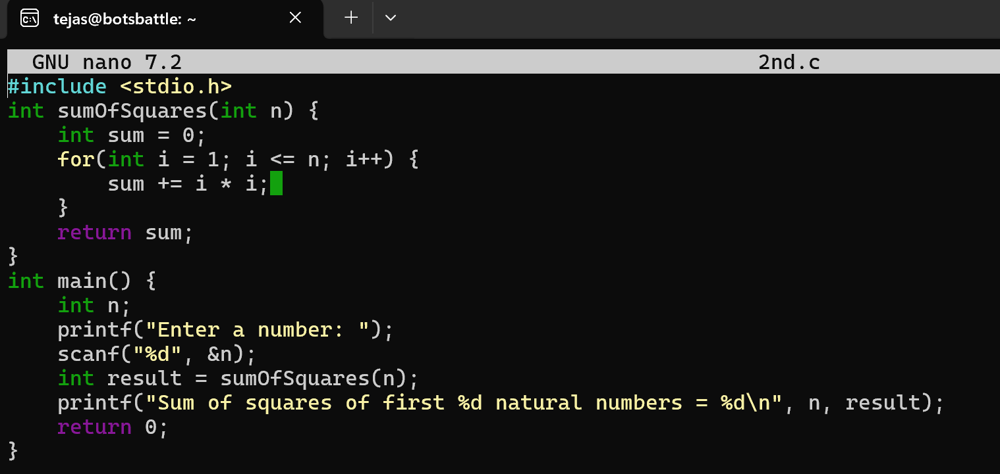 tejas@botsbattle: ~
GNU nano 7.2 2nd.c
#include <stdio.h>
int sumOfSquares(int n) {
    int sum = 0;
    for(int i = 1; i <= n; i++) {
        sum += i * i;
    }
    return sum;
}
int main() {
    int n;
    printf("Enter a number: ");
    scanf("%d", &n);
    int result = sumOfSquares(n);
    printf("Sum of squares of first %d natural numbers = %d\n", n, result);
    return 0;
}